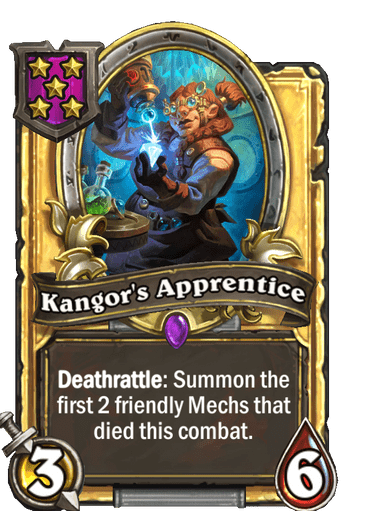 Kangor's Apprentice
Deathrattle: Summon the
first 2 friendly Mechs that
died this combat.
3
6